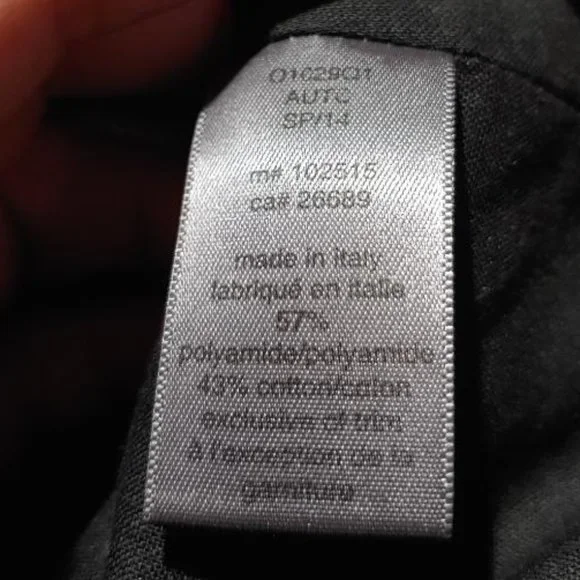 O1029Q1
AUTC
SP/14
m# 102515
ca# 26689
made in italy
fabriqué en italie
57%
polyamide/polyamide
43% cotton/coton
exclusive of trim
à l'exception de la
garniture